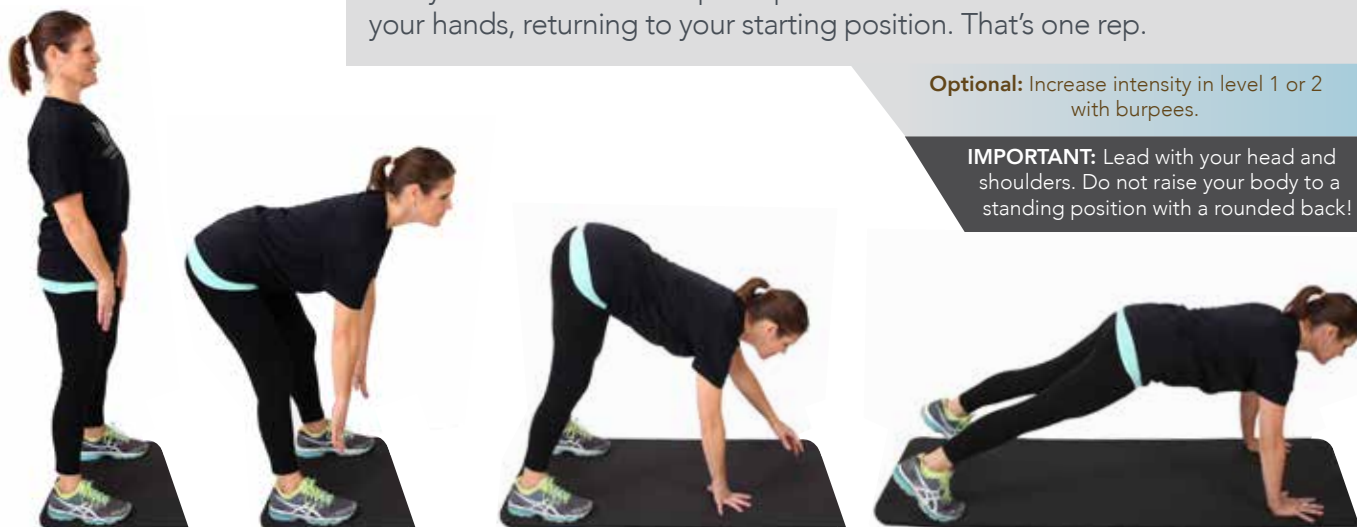 your hands, returning to your starting position. That’s one rep.
Optional: Increase intensity in level 1 or 2
with burpees.
IMPORTANT: Lead with your head and
shoulders. Do not raise your body to a
standing position with a rounded back!